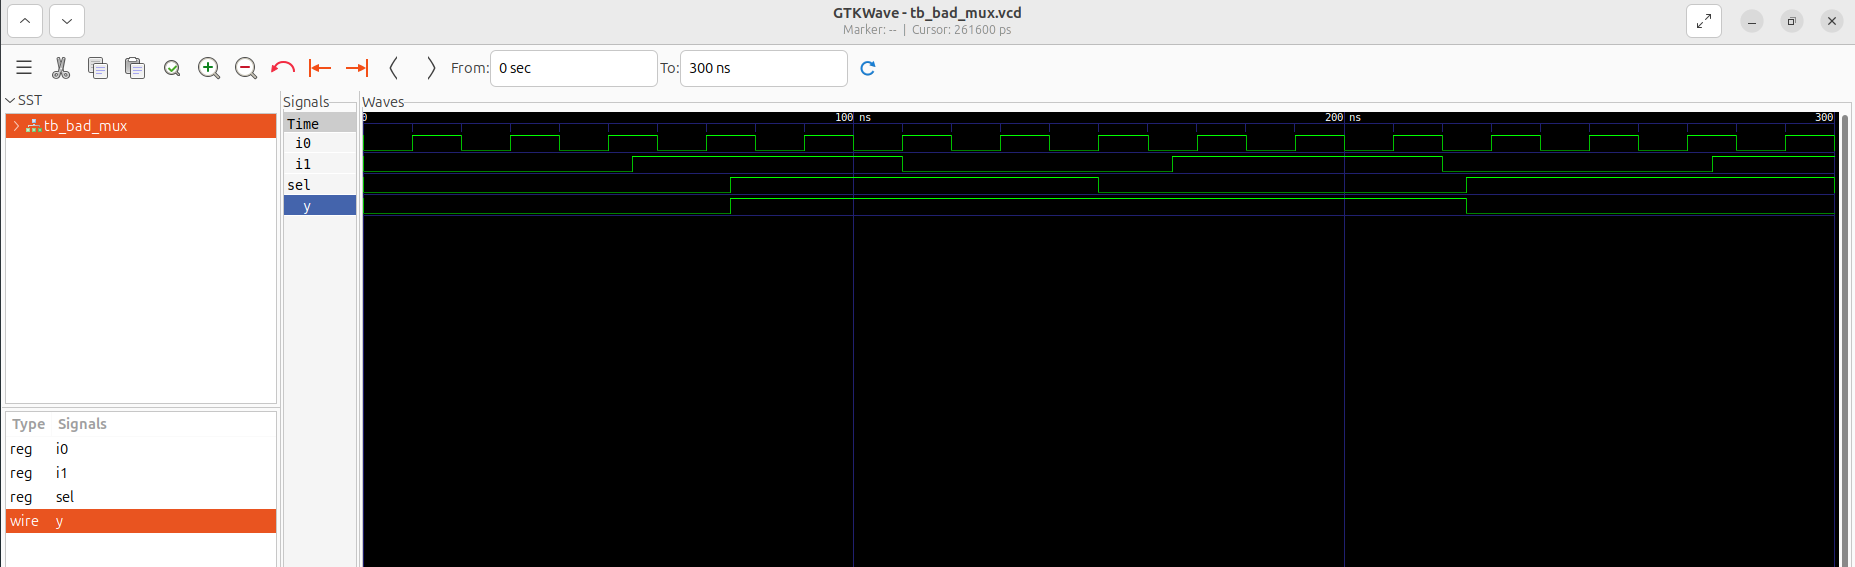 GTKWave - tb_bad_mux.vcd
Marker: -- | Cursor: 261600 ps
From: 0 sec To: 300 ns
SST
tb_bad_mux
Type Signals
reg i0
reg i1
reg sel
wire y
Signals
Time
i0
i1
sel
y
Waves
0 100 ns 200 ns 300